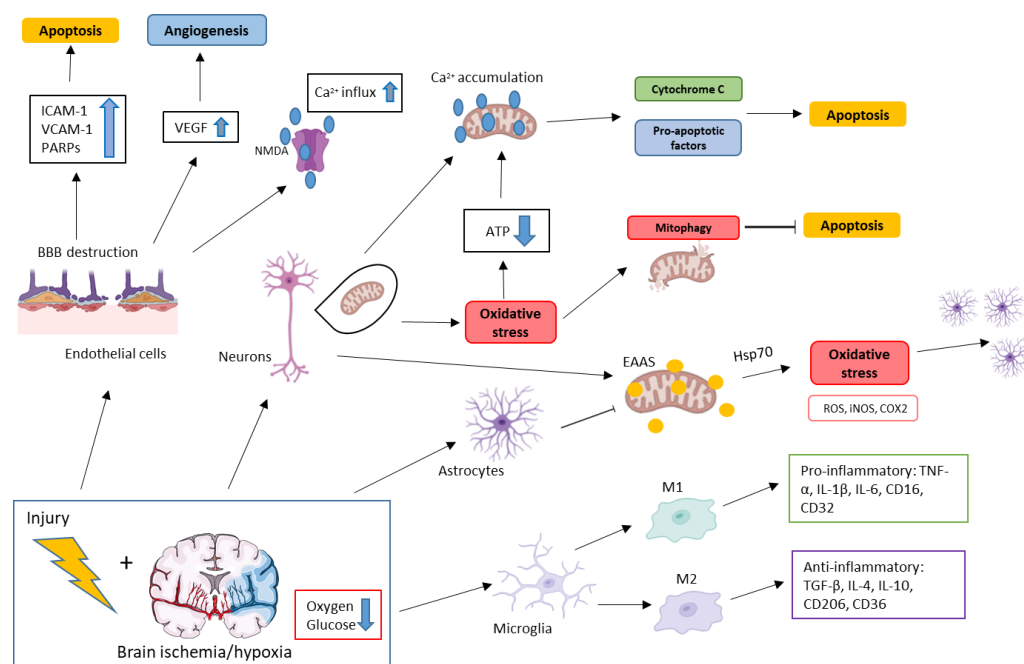 Apoptosis
Angiogenesis
ICAM-1
VCAM-1
PARPs
VEGF
Ca²⁺ influx
NMDA
Ca²⁺ accumulation
Cytochrome C
Pro-apoptotic
factors
Apoptosis
ATP
Mitophagy
Apoptosis
BBB destruction
Endothelial cells
Neurons
Oxidative
stress
EAAS
Hsp70
Oxidative
stress
ROS, iNOS, COX2
Astrocytes
Injury
+
Oxygen
Glucose
Brain ischemia/hypoxia
Microglia
M1
Pro-inflammatory: TNF-
α, IL-1β, IL-6, CD16,
CD32
M2
Anti-inflammatory:
TGF-β, IL-4, IL-10,
CD206, CD36